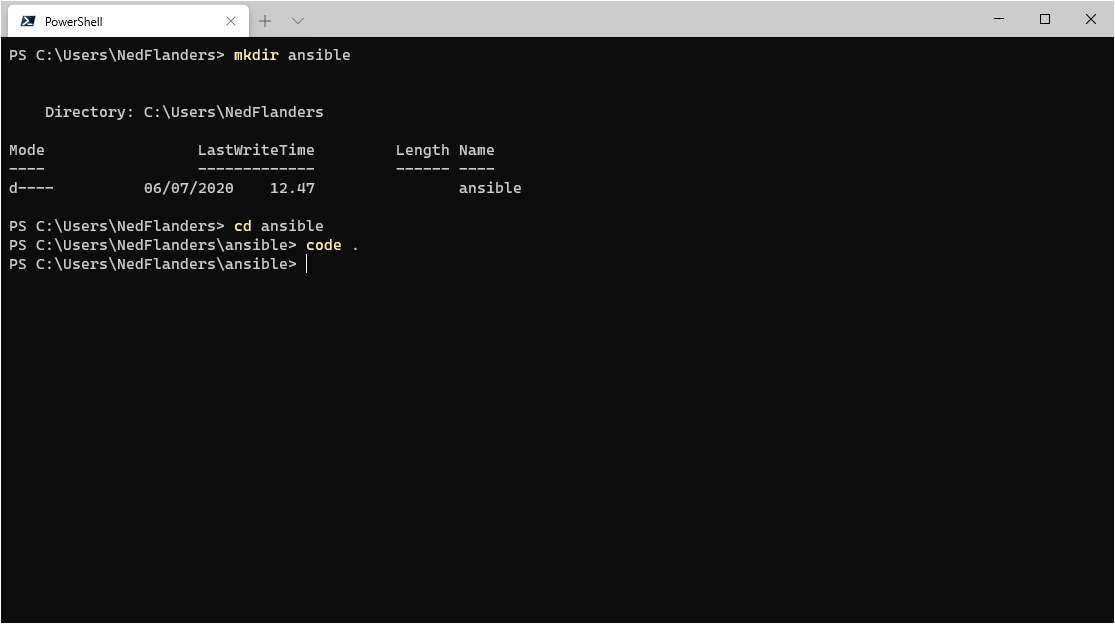 PowerShell
PS C:\Users\NedFlanders> mkdir ansible
    Directory: C:\Users\NedFlanders
Mode                 LastWriteTime         Length Name
----                 -------------         ------ ----
d----          06/07/2020    12.47                ansible
PS C:\Users\NedFlanders> cd ansible
PS C:\Users\NedFlanders\ansible> code .
PS C:\Users\NedFlanders\ansible>